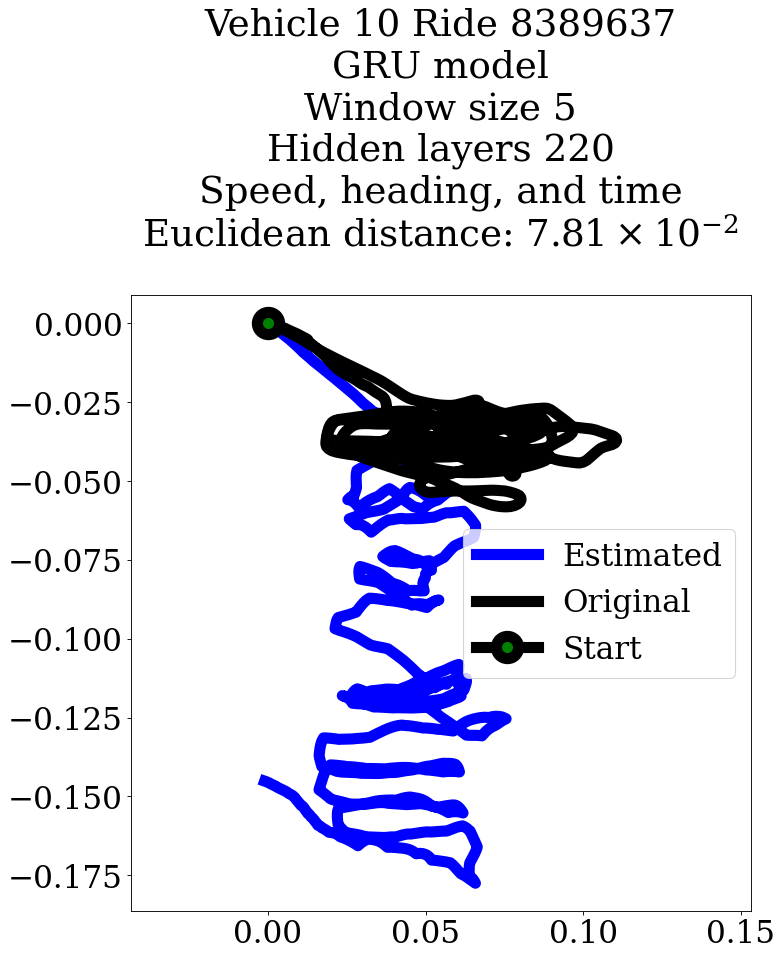 Vehicle 10 Ride 8389637
GRU model
Window size 5
Hidden layers 220
Speed, heading, and time
Euclidean distance: 7.81 × 10⁻²
0.000
−0.025
−0.050
−0.075
−0.100
−0.125
−0.150
−0.175
Estimated
Original
Start
0.00 0.05 0.10 0.15